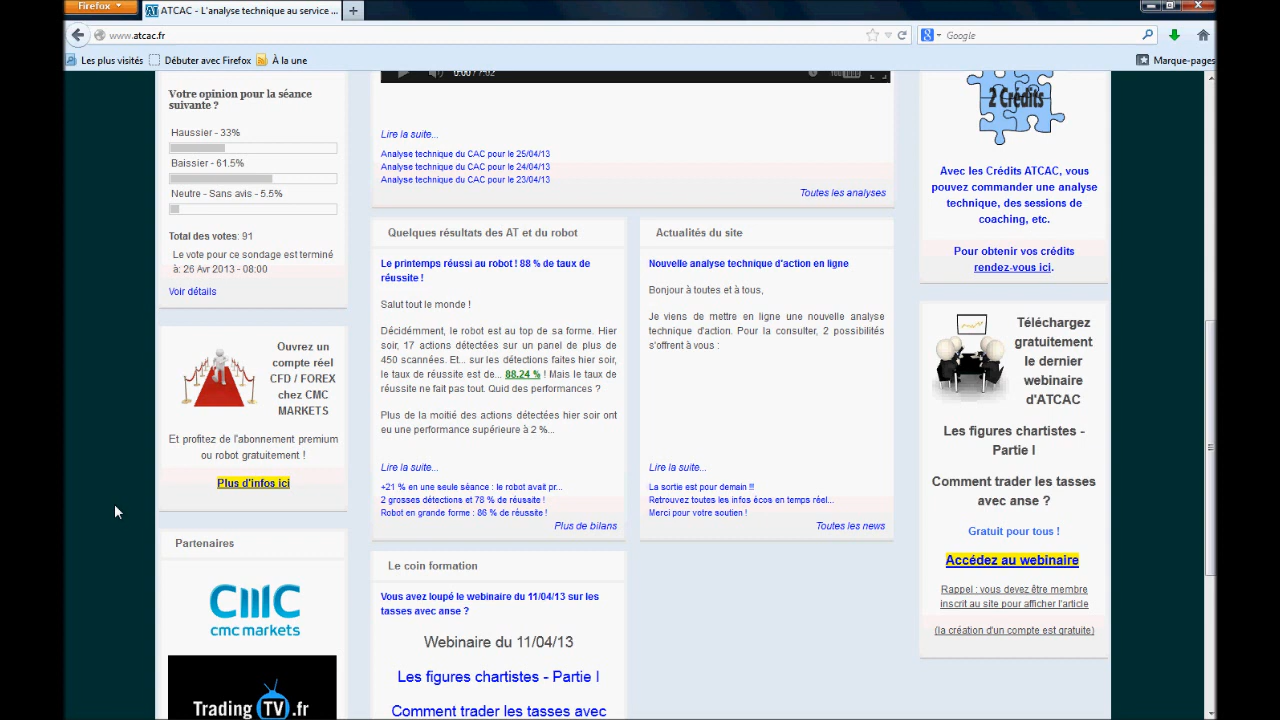 Firefox
ATCAC - L'analyse technique au service ...
www.atcac.fr
Google
Les plus visités
Débuter avec Firefox
À la une
Marque-pages
Votre opinion pour la séance
suivante ?
Haussier - 33%
Baissier - 61.5%
Neutre - Sans avis - 5.5%
Total des votes: 91
Le vote pour ce sondage est terminé
à: 26 Avr 2013 - 08:00
Voir détails
Ouvrez un
compte réel
CFD / FOREX
chez CMC
MARKETS
Et profitez de l'abonnement premium
ou robot gratuitement !
Plus d'infos ici
Partenaires
cmc markets
Trading TV.fr
Lire la suite...
Analyse technique du CAC pour le 25/04/13
Analyse technique du CAC pour le 24/04/13
Analyse technique du CAC pour le 23/04/13
Toutes les analyses
Quelques résultats des AT et du robot
Le printemps réussi au robot ! 88 % de taux de
réussite !
Salut tout le monde !
Décidémment, le robot est au top de sa forme. Hier
soir, 17 actions détectées sur un panel de plus de
450 scannées. Et... sur les détections faites hier soir,
le taux de réussite est de... 88.24 % ! Mais le taux de
réussite ne fait pas tout. Quid des performances ?
Plus de la moitié des actions détectées hier soir ont
eu une performance supérieure à 2 %...
Lire la suite...
+21 % en une seule séance : le robot avait pr...
2 grosses détections et 78 % de réussite !
Robot en grande forme : 86 % de réussite !
Plus de bilans
Actualités du site
Nouvelle analyse technique d'action en ligne
Bonjour à toutes et à tous,
Je viens de mettre en ligne une nouvelle analyse
technique d'action. Pour la consulter, 2 possibilités
s'offrent à vous :
Lire la suite...
La sortie est pour demain !!!
Retrouvez toutes les infos écos en temps réel...
Merci pour votre soutien !
Toutes les news
Le coin formation
Vous avez loupé le webinaire du 11/04/13 sur les
tasses avec anse ?
Webinaire du 11/04/13
Les figures chartistes - Partie I
Comment trader les tasses avec
2 Crédits
Avec les Crédits ATCAC, vous
pouvez commander une analyse
technique, des sessions de
coaching, etc.
Pour obtenir vos crédits
rendez-vous ici.
Téléchargez
gratuitement
le dernier
webinaire
d'ATCAC
Les figures chartistes -
Partie I
Comment trader les tasses
avec anse ?
Gratuit pour tous !
Accédez au webinaire
Rappel : vous devez être membre
inscrit au site pour afficher l'article
(la création d'un compte est gratuite)